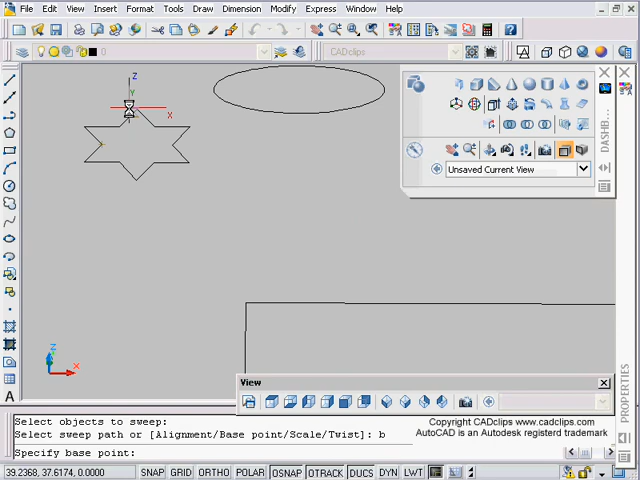 File Edit View Insert Format Tools Draw Dimension Modify Express Window Help
0
CADclips
Z
Y
X
DASHB...
Unsaved Current View
Z
X
View
PROPERTIES
Select objects to sweep:
Select sweep path or [Alignment/Base point/Scale/Twist]: b
Specify base point:
Copyright © www.cadclips.com
AutoCAD is an Autodesk registerd trademark
39.2368, 37.6174, 0.0000 SNAP GRID ORTHO POLAR OSNAP OTRACK DUCS DYN LWT